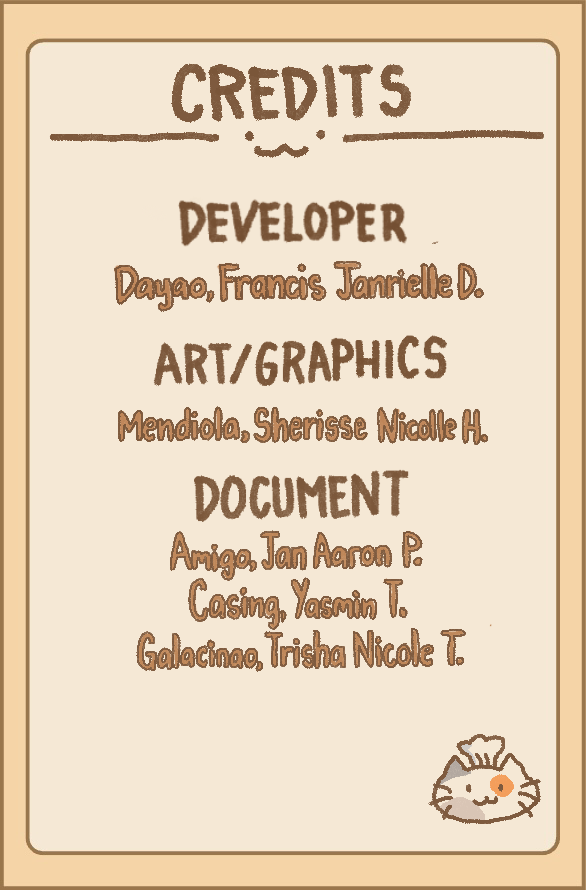 CREDITS
DEVELOPER
Dayao, Francis Janrielle D.
ART/GRAPHICS
Mendiola, Sherisse Nicolle H.
DOCUMENT
Amigo, Jan Aaron P.
Casing, Yasmin T.
Galacinao, Trisha Nicole T.